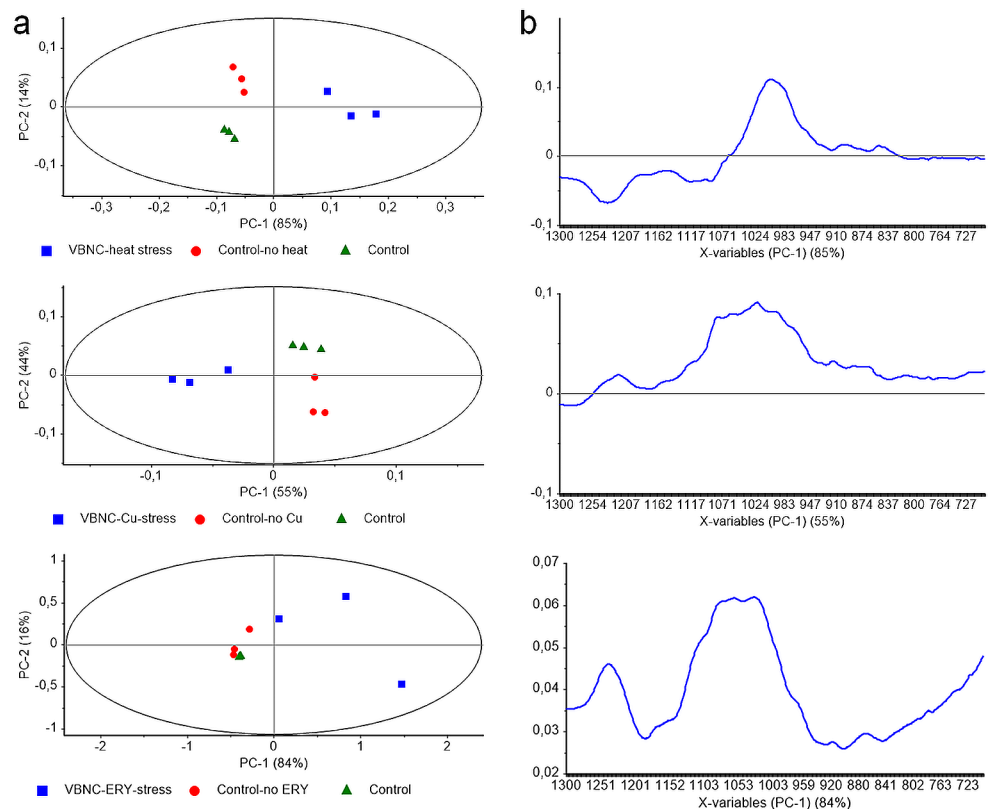 a
b
PC-2 (14%)
0,1
0
-0,1
-0,3 -0,2 -0,1 0 0,1 0,2 0,3
PC-1 (85%)
VBNC-heat stress Control-no heat Control
0,1
0
-0,1
1300 1254 1207 1162 1117 1071 1024 983 947 910 874 837 800 764 727
X-variables (PC-1) (85%)
PC-2 (44%)
0,1
0
-0,1
-0,1 0 0,1
PC-1 (55%)
VBNC-Cu-stress Control-no Cu Control
0,1
0
-0,1
1300 1254 1207 1162 1117 1071 1024 983 947 910 874 837 800 764 727
X-variables (PC-1) (55%)
PC-2 (16%)
1
0,5
0
-0,5
-1
-2 -1 0 1 2
PC-1 (84%)
VBNC-ERY-stress Control-no ERY Control
0,07
0,06
0,05
0,04
0,03
0,02
1300 1251 1201 1152 1103 1053 1003 959 920 880 841 802 763 723
X-variables (PC-1) (84%)